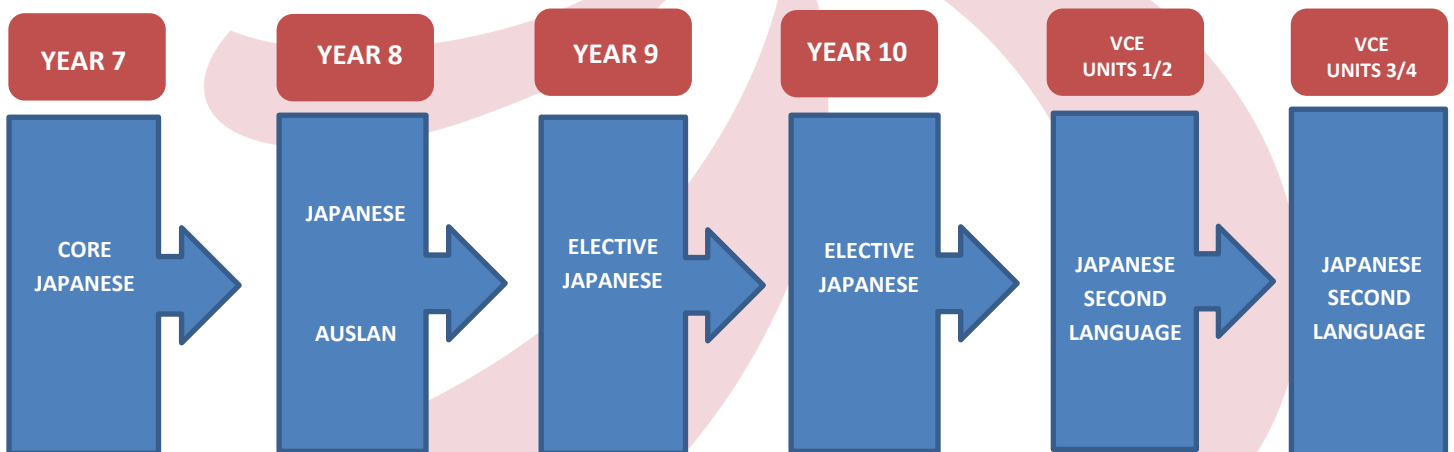 YEAR 7
YEAR 8
YEAR 9
YEAR 10
VCE
UNITS 1/2
VCE
UNITS 3/4
CORE
JAPANESE
JAPANESE
AUSLAN
ELECTIVE
JAPANESE
ELECTIVE
JAPANESE
JAPANESE
SECOND
LANGUAGE
JAPANESE
SECOND
LANGUAGE